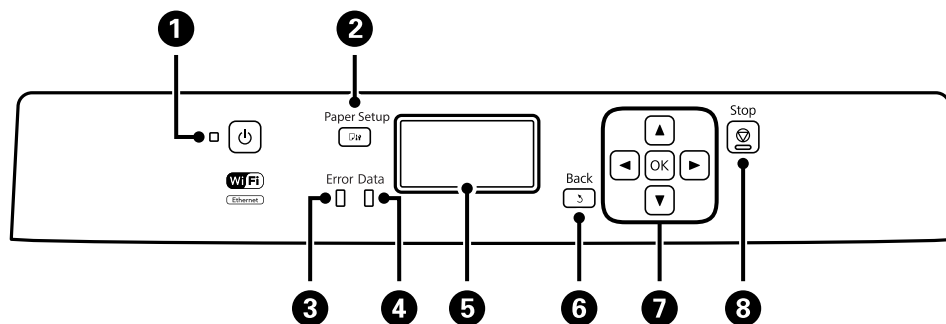 1 2
Paper Setup
Stop
OK
WiFi
Ethernet
Error Data
Back
3 4 5 6 7 8